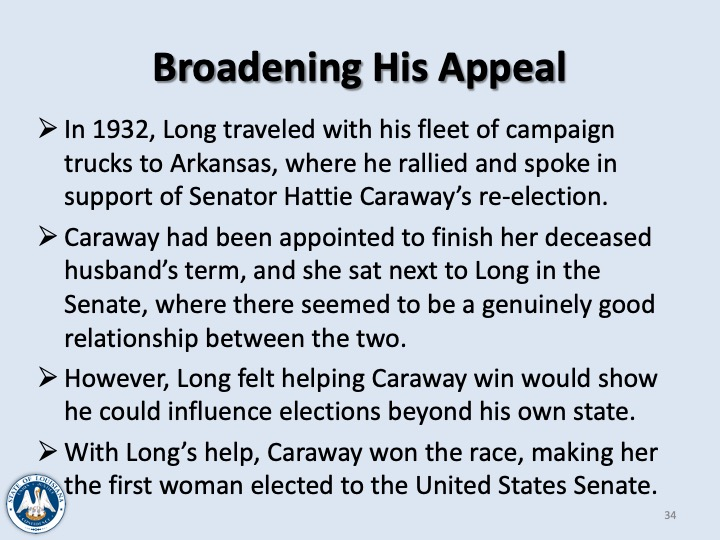 Broadening His Appeal
➢ In 1932, Long traveled with his fleet of campaign
trucks to Arkansas, where he rallied and spoke in
support of Senator Hattie Caraway’s re-election.
➢ Caraway had been appointed to finish her deceased
husband’s term, and she sat next to Long in the
Senate, where there seemed to be a genuinely good
relationship between the two.
➢ However, Long felt helping Caraway win would show
he could influence elections beyond his own state.
➢ With Long’s help, Caraway won the race, making her
the first woman elected to the United States Senate.
STATE OF LOUISIANA
CONFIDENCE
34